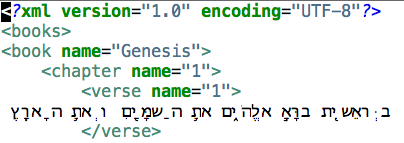 <?xml version="1.0" encoding="UTF-8"?>
<books>
<book name="Genesis">
<chapter name="1">
<verse name="1">
בְּרֵאשִׁ֖ית בָּרָ֣א אֱלֹהִ֑ים אֵ֥ת הַשָּׁמַ֖יִם וְאֵ֥ת הָאָֽרֶץ
</verse>